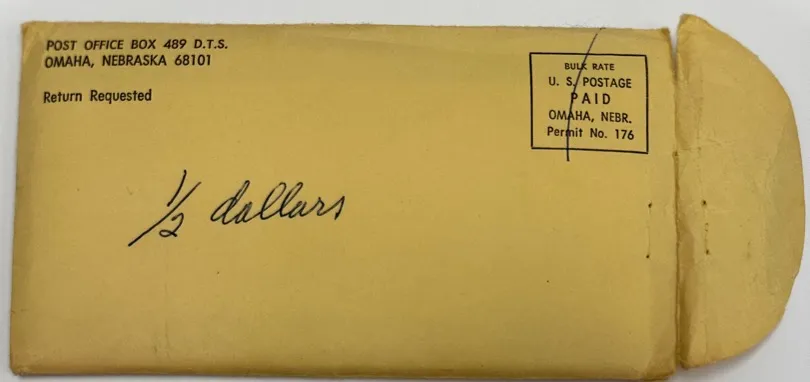 POST OFFICE BOX 489 D.T.S.
OMAHA, NEBRASKA 68101
Return Requested
BULK RATE
U. S. POSTAGE
PAID
OMAHA, NEBR.
Permit No. 176
1/2 dollars